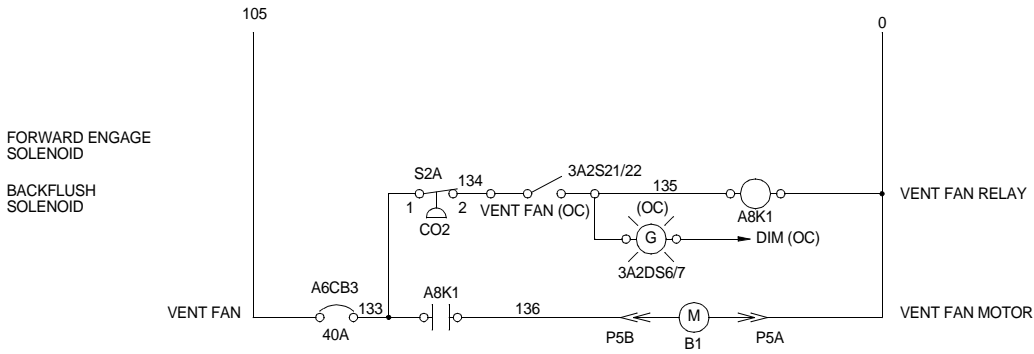 105
0
FORWARD ENGAGE
SOLENOID
BACKFLUSH
SOLENOID
S2A
134
3A2S21/22
135
1
2
VENT FAN (OC)
(OC)
A8K1
VENT FAN RELAY
CO2
G
DIM (OC)
3A2DS6/7
A6CB3
A8K1
VENT FAN
133
136
M
VENT FAN MOTOR
40A
P5B
B1
P5A